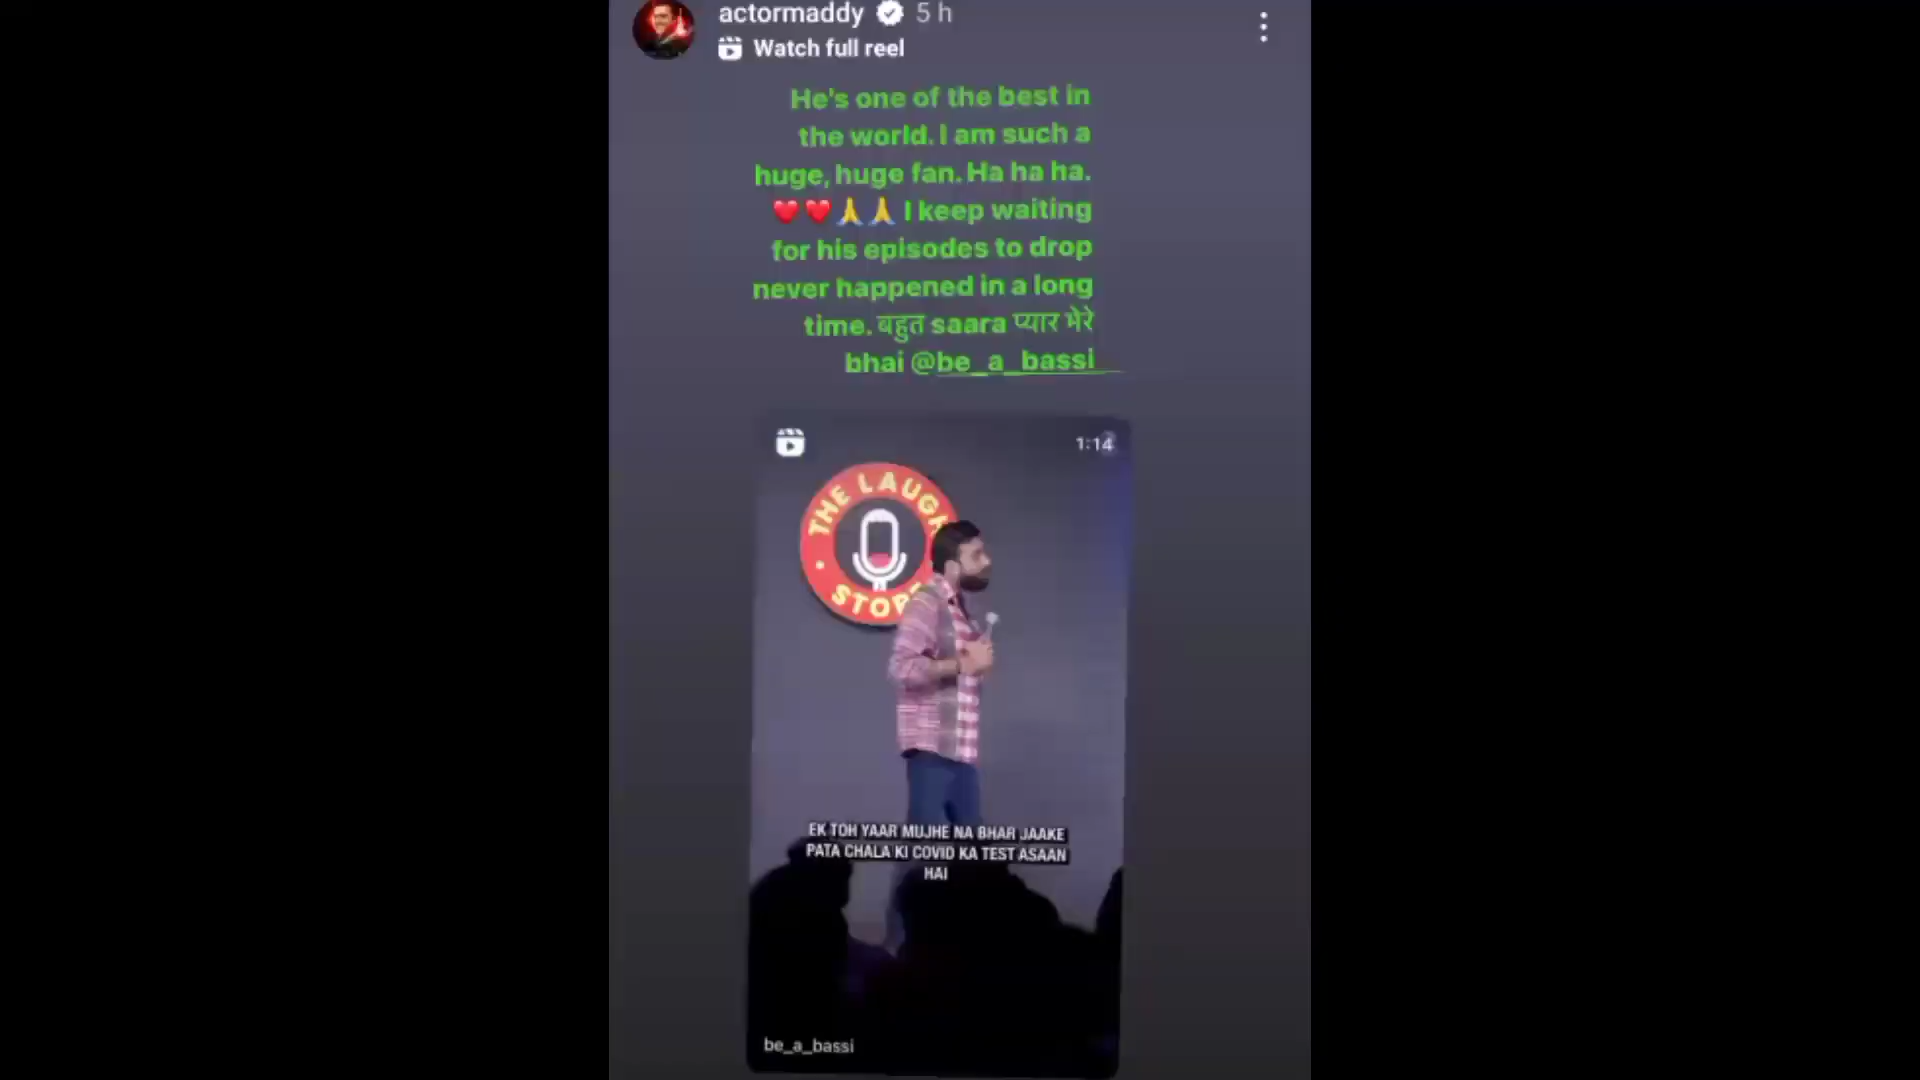 actormaddy 5 h
Watch full reel
He's one of the best in
the world. I am such a
huge, huge fan. Ha ha ha.
❤️❤️🙏🙏 I keep waiting
for his episodes to drop
never happened in a long
time. बहुत saara प्यार मेरे
bhai @be_a_bassi
1:14
THE LAUGH
STORE
EK TOH YAAR MUJHE NA BHAR JAAKE
PATA CHALA KI COVID KA TEST ASAAN
HAI
be_a_bassi